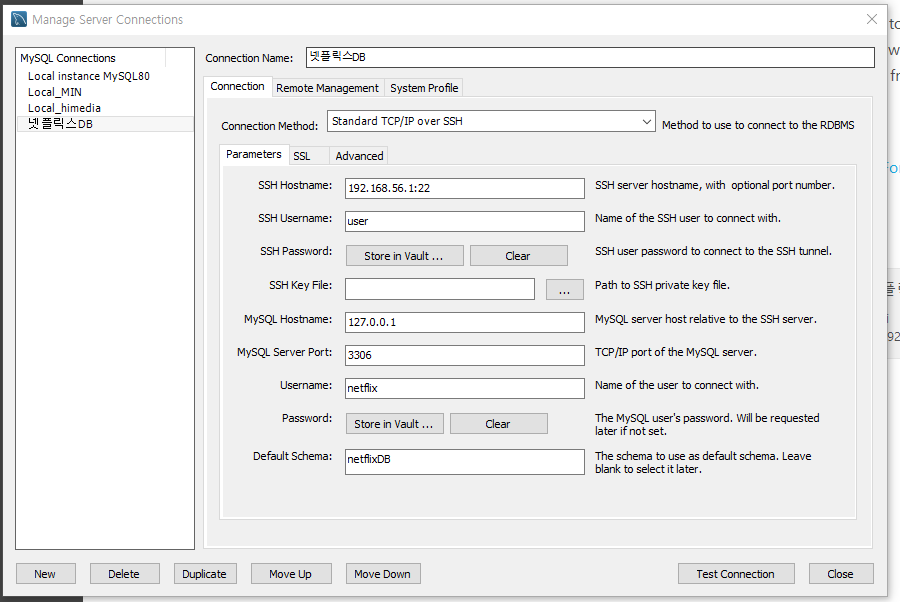 Manage Server Connections
MySQL Connections
Local instance MySQL80
Local_MIN
Local_himedia
넷플릭스DB
Connection Name: 넷플릭스DB
Connection Remote Management System Profile
Connection Method: Standard TCP/IP over SSH Method to use to connect to the RDBMS
Parameters SSL Advanced
SSH Hostname: 192.168.56.1:22 SSH server hostname, with optional port number.
SSH Username: user Name of the SSH user to connect with.
SSH Password: Store in Vault ... Clear SSH user password to connect to the SSH tunnel.
SSH Key File: ... Path to SSH private key file.
MySQL Hostname: 127.0.0.1 MySQL server host relative to the SSH server.
MySQL Server Port: 3306 TCP/IP port of the MySQL server.
Username: netflix Name of the user to connect with.
Password: Store in Vault ... Clear The MySQL user's password. Will be requested
later if not set.
Default Schema: netflixDB The schema to use as default schema. Leave
blank to select it later.
New Delete Duplicate Move Up Move Down Test Connection Close